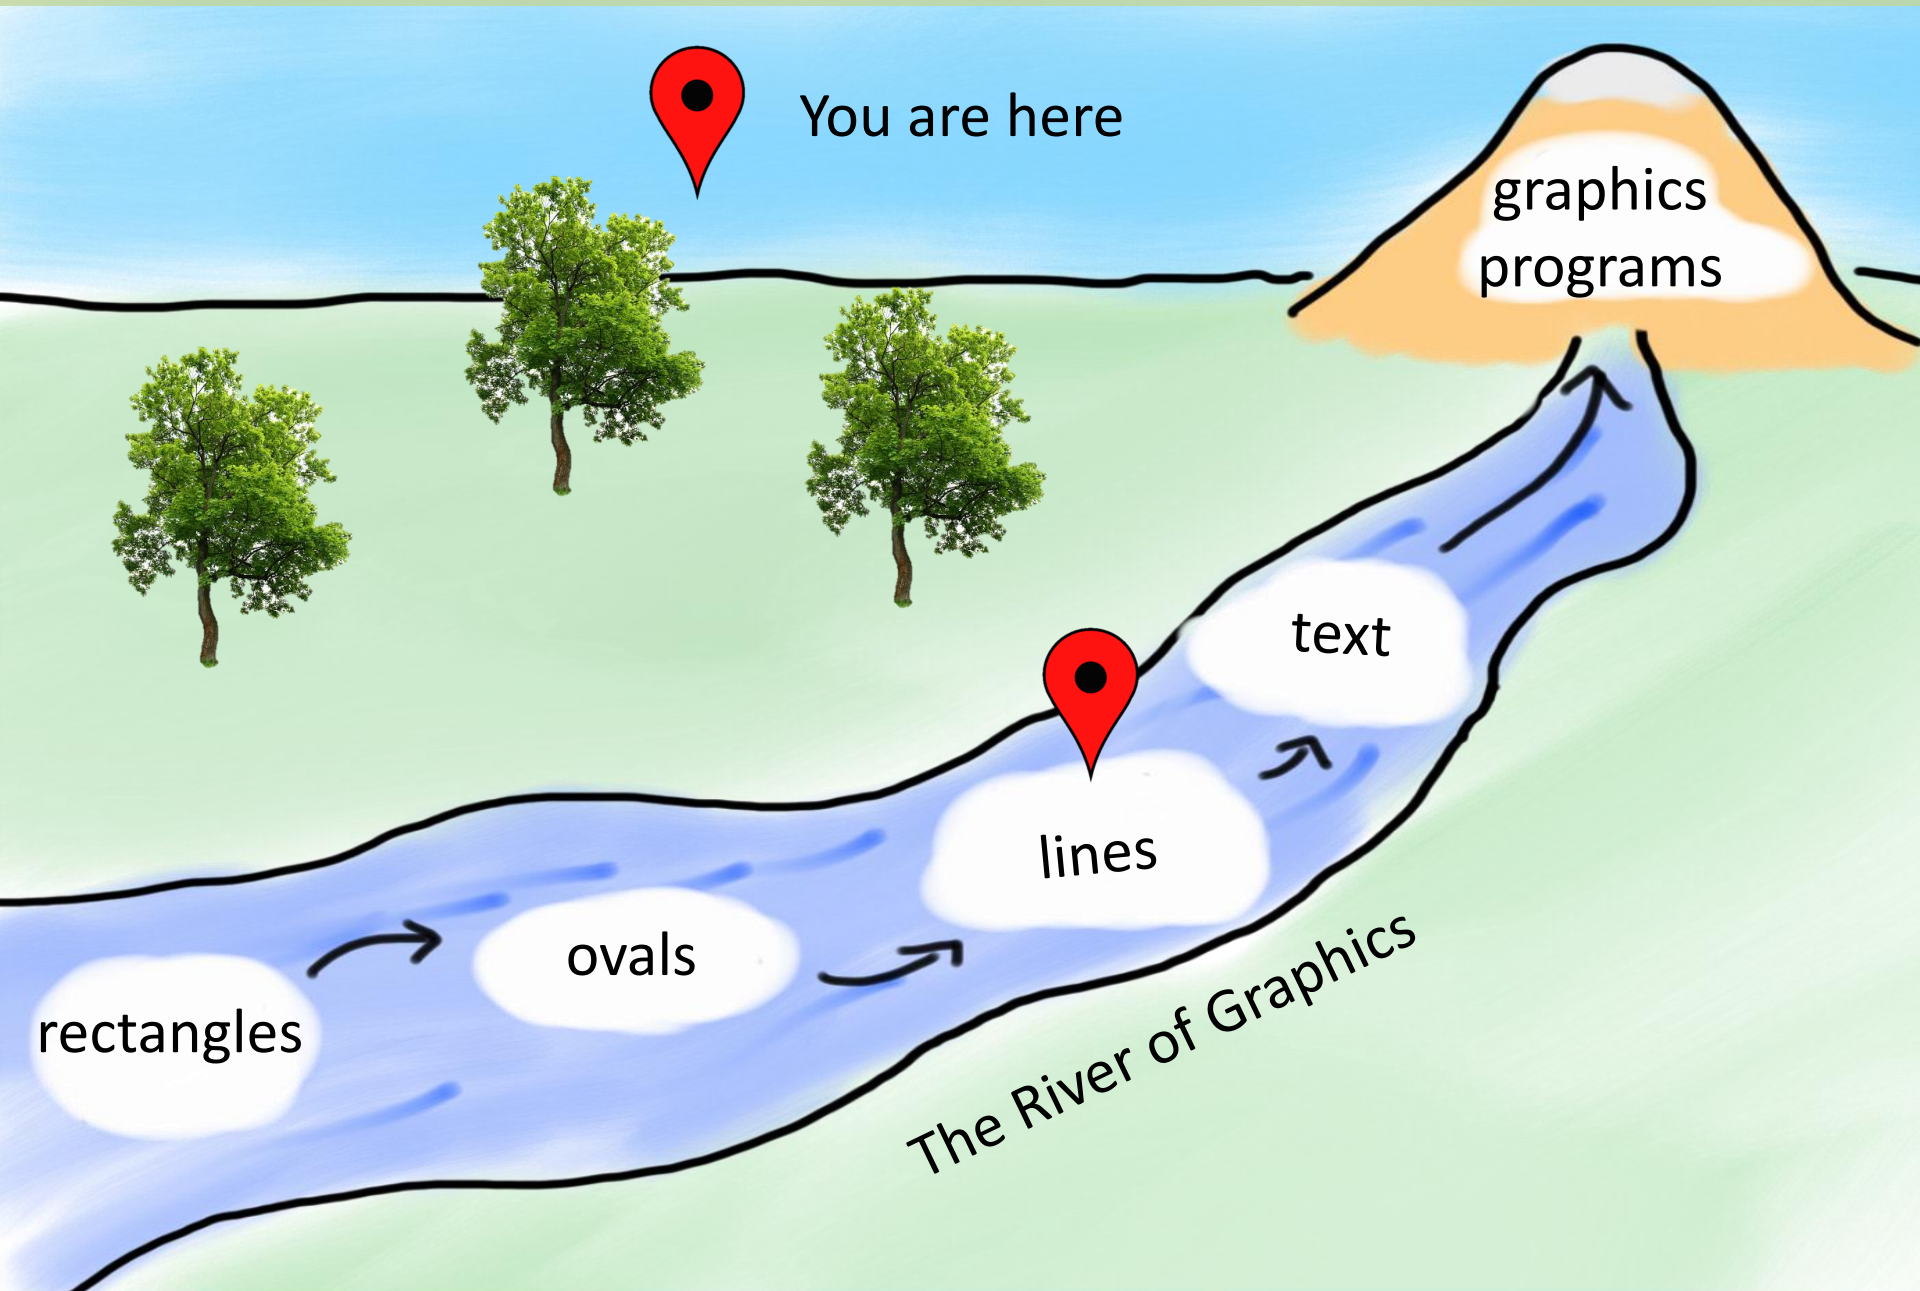 You are here
graphics
programs
text
lines
ovals
rectangles
The River of Graphics